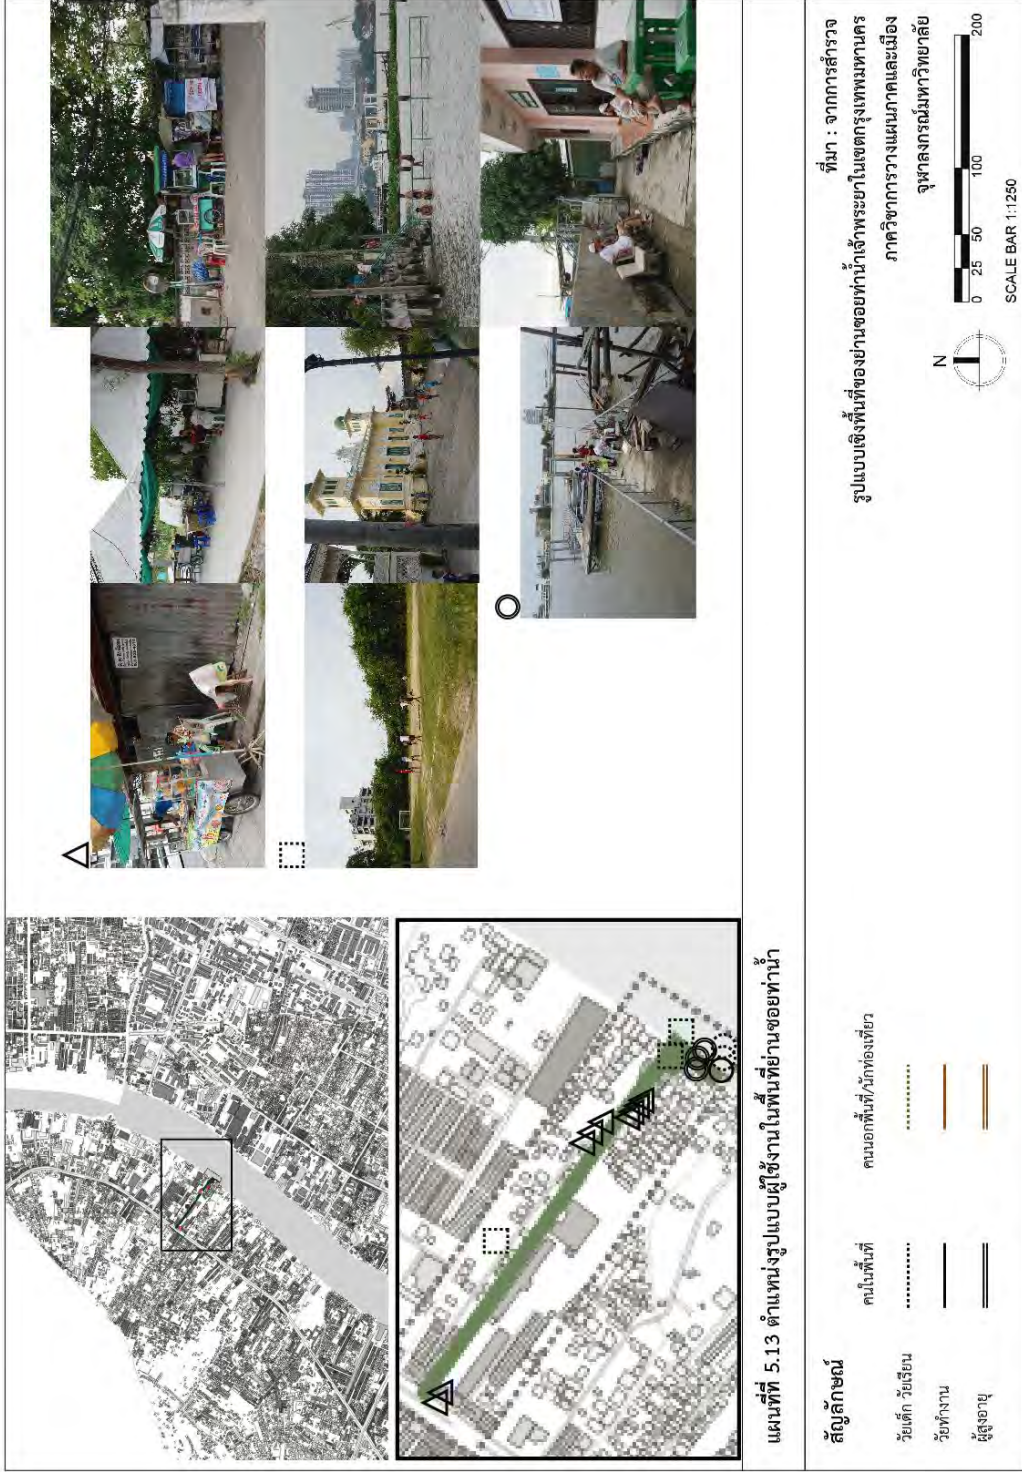 แผนที่ที่ 5.13 ตำแหน่งรูปแบบผู้ใช้งานในพื้นที่ย่านซอยท่าน้ำ
สัญลักษณ์
คนในพื้นที่
คนนอกพื้นที่/นักท่องเที่ยว
วัยเด็ก วัยเรียน
วัยทำงาน
ผู้สูงอายุ
ที่มา : จากการสำรวจ
รูปแบบเชิงพื้นที่ของย่านซอยท่าน้ำเจ้าพระยาในเขตกรุงเทพมหานคร
ภาควิชาการวางแผนภาคและเมือง
จุฬาลงกรณ์มหาวิทยาลัย
N
0 25 50 100 200
SCALE BAR 1:1250